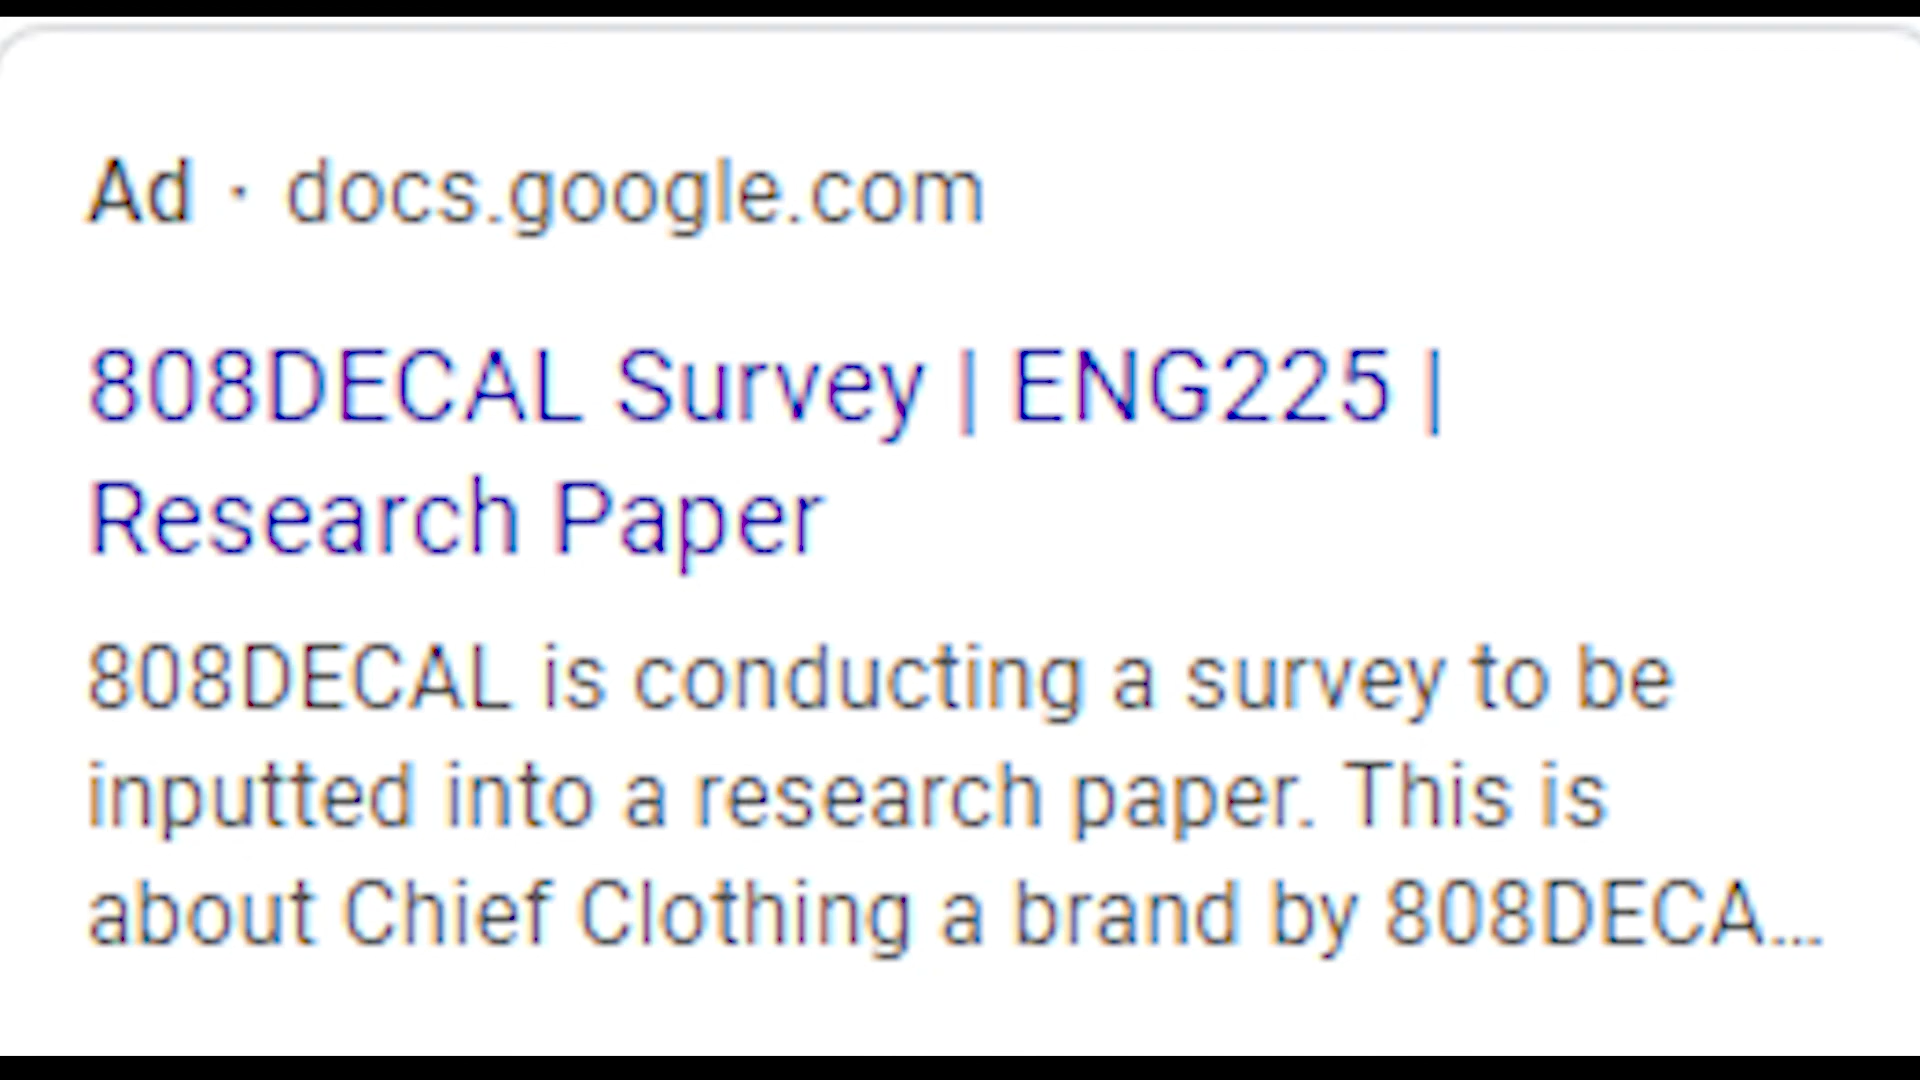 Ad · docs.google.com
808DECAL Survey | ENG225 |
Research Paper
808DECAL is conducting a survey to be
inputted into a research paper. This is
about Chief Clothing a brand by 808DECA...